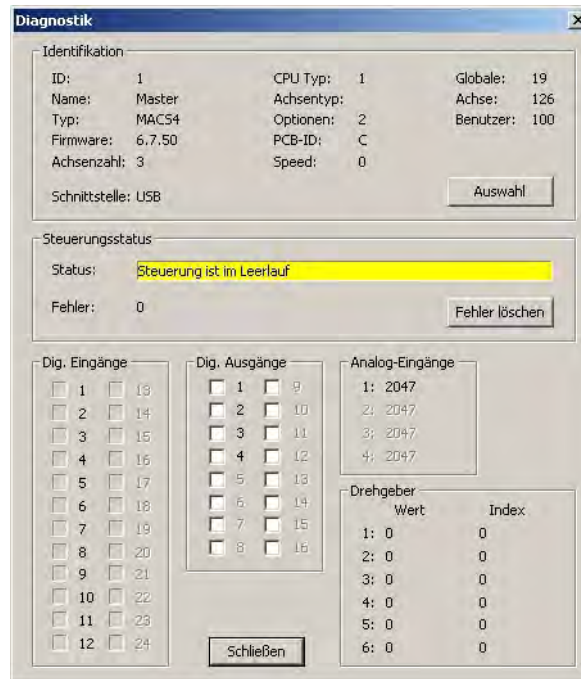 Diagnostik
Identifikation
ID: 1 CPU Typ: 1 Globale: 19
Name: Master Achsentyp: Achse: 126
Typ: MAC54 Optionen: 2 Benutzer: 100
Firmware: 6.7.50 PCB-ID: C
Achsenzahl: 3 Speed: 0
Schnittstelle: USB Auswahl
Steuerungsstatus
Status: Steuerung ist im Leerlauf
Fehler: 0 Fehler löschen
Dig. Eingänge
1 13
2 14
3 15
4 16
5 17
6 18
7 19
8 20
9 21
10 22
11 23
12 24
Dig. Ausgänge
1 9
2 10
3 11
4 12
5 13
6 14
7 15
8 16
Analog-Eingänge
1: 2047
2: 2047
3: 2047
4: 2047
Drehgeber
Wert Index
1: 0 0
2: 0 0
3: 0 0
4: 0 0
5: 0 0
6: 0 0
Schließen